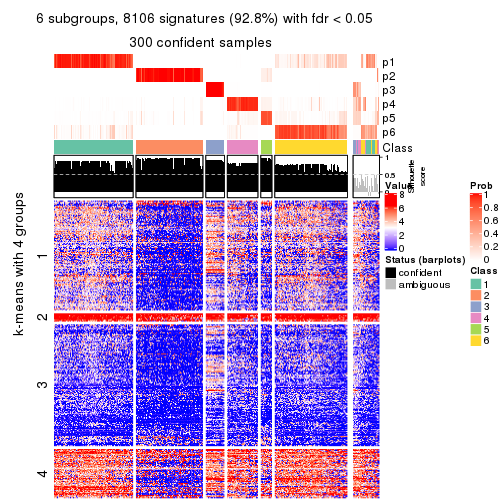 6 subgroups, 8106 signatures (92.8%) with fdr < 0.05
300 confident samples
p1
p2
p3
p4
p5
p6
Class
1
0.5
0
Silhouette
score
k-means with 4 groups
1
2
3
4
Value
8
6
4
2
0
Status (barplots)
confident
ambiguous
Prob
1
0.8
0.6
0.4
0.2
0
Class
1
2
3
4
5
6